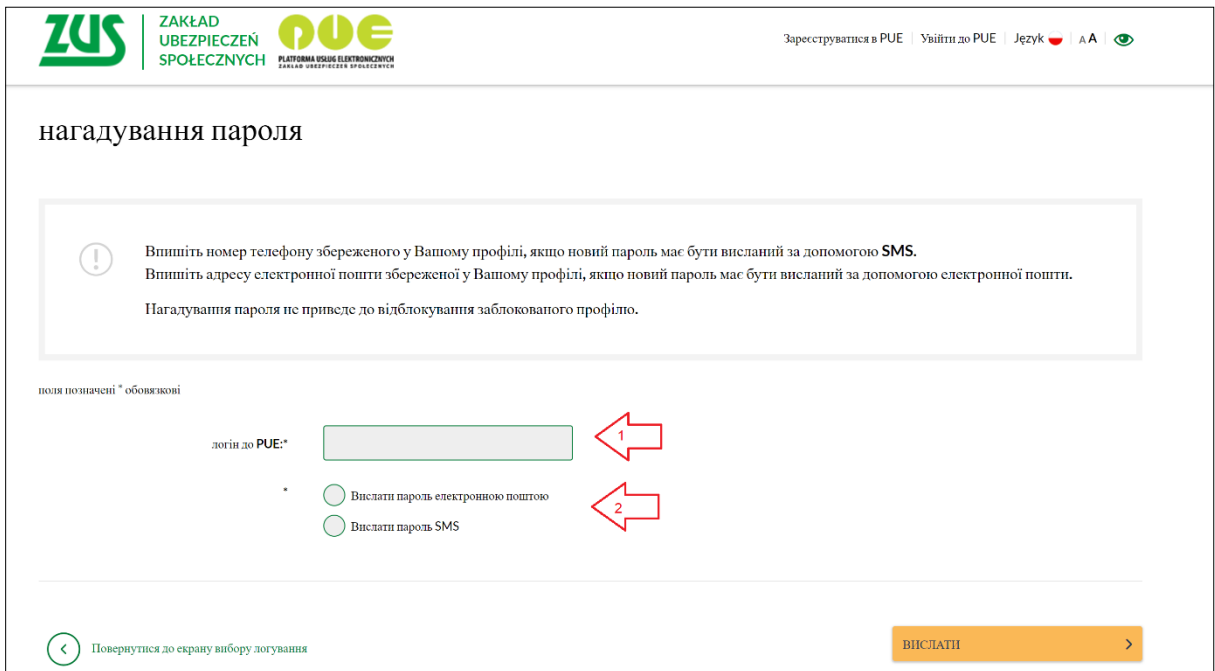 ZUS
ZAKŁAD
UBEZPIECZEŃ
SPOŁECZNYCH
PUE
PLATFORMA USŁUG ELEKTRONICZNYCH
ZAKŁAD UBEZPIECZEŃ SPOŁECZNYCH
Зареєструватися в PUE
Увійти до PUE
Język
A A
нагадування пароля
Впишіть номер телефону збереженого у Вашому профілі, якщо новий пароль має бути висланий за допомогою SMS.
Впишіть адресу електронної пошти збереженої у Вашому профілі, якщо новий пароль має бути висланий за допомогою електронної пошти.
Нагадування пароля не приведе до відблокування заблокованого профілю.
поля позначені * обовязкові
логін до PUE:*
1
*
Вислати пароль електронною поштою
2
Вислати пароль SMS
Повернутися до екрану вибору логування
ВИСЛАТИ